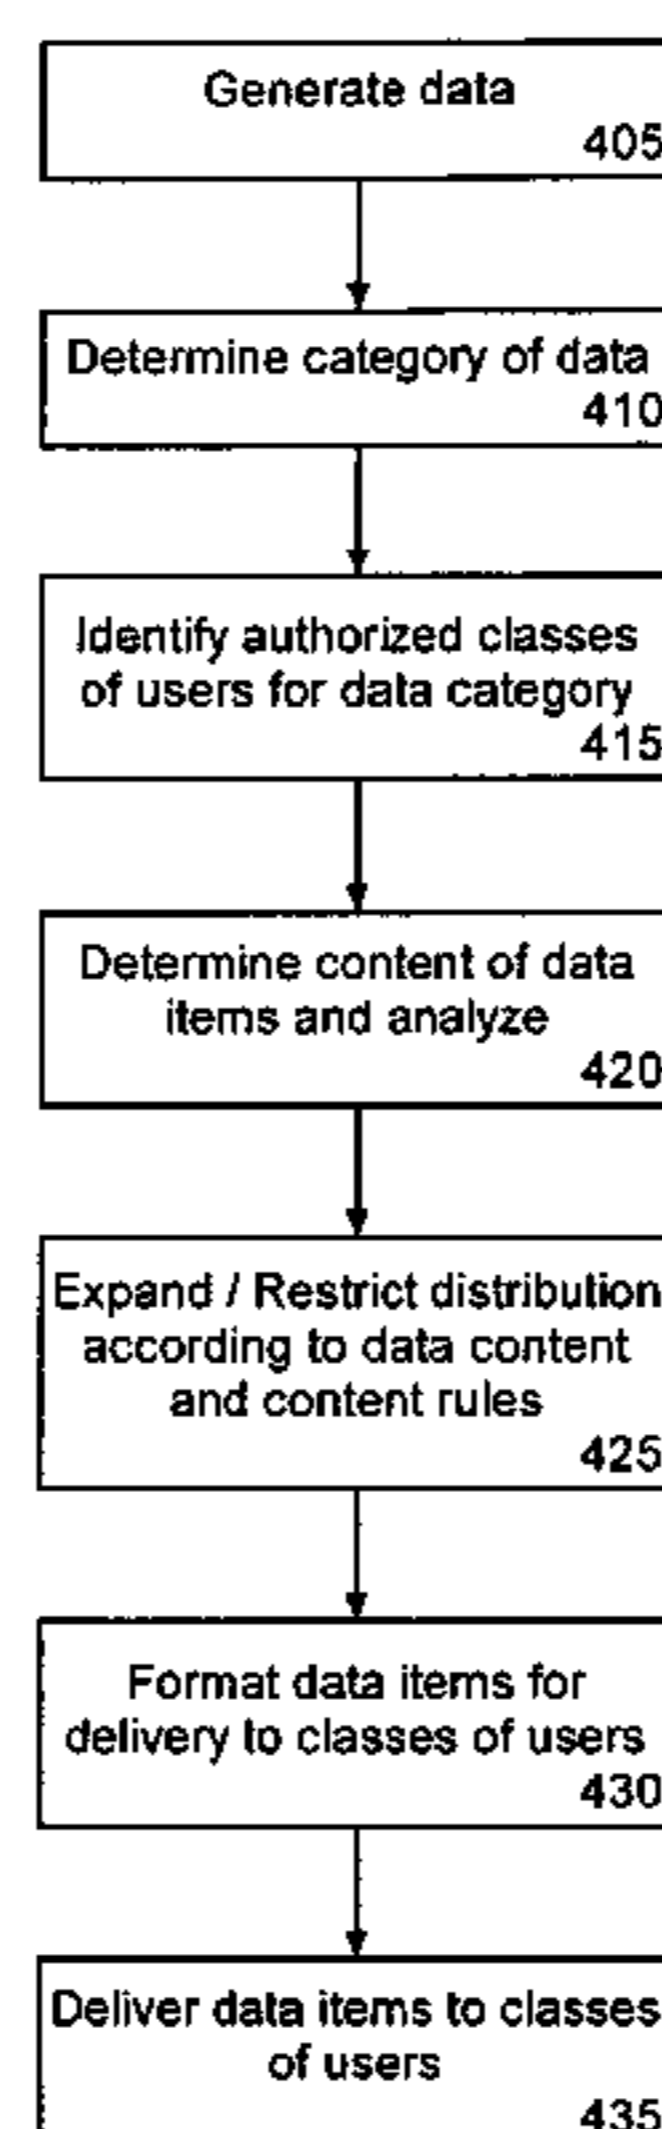 Generate data
405
Determine category of data
410
Identify authorized classes
of users for data category
415
Determine content of data
items and analyze
420
Expand / Restrict distribution
according to data content
and content rules
425
Format data items for
delivery to classes of users
430
Deliver data items to classes
of users
435